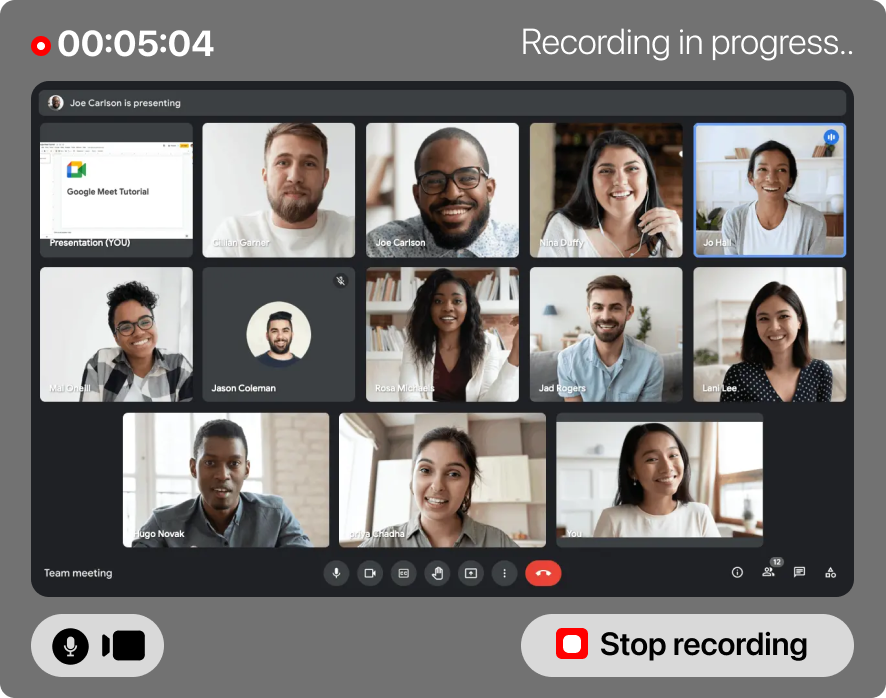 00:05:04
Recording in progress..
Joe Carlson is presenting
Google Meet Tutorial
Presentation (YOU)
Gillian Garner
Joe Carlson
Nina Duffy
Jo Hall
Mal Oneill
Jason Coleman
Rosa Michaels
Jad Rogers
Lani Lee
Hugo Novak
Priya Chadha
You
Team meeting
CC
12
Stop recording